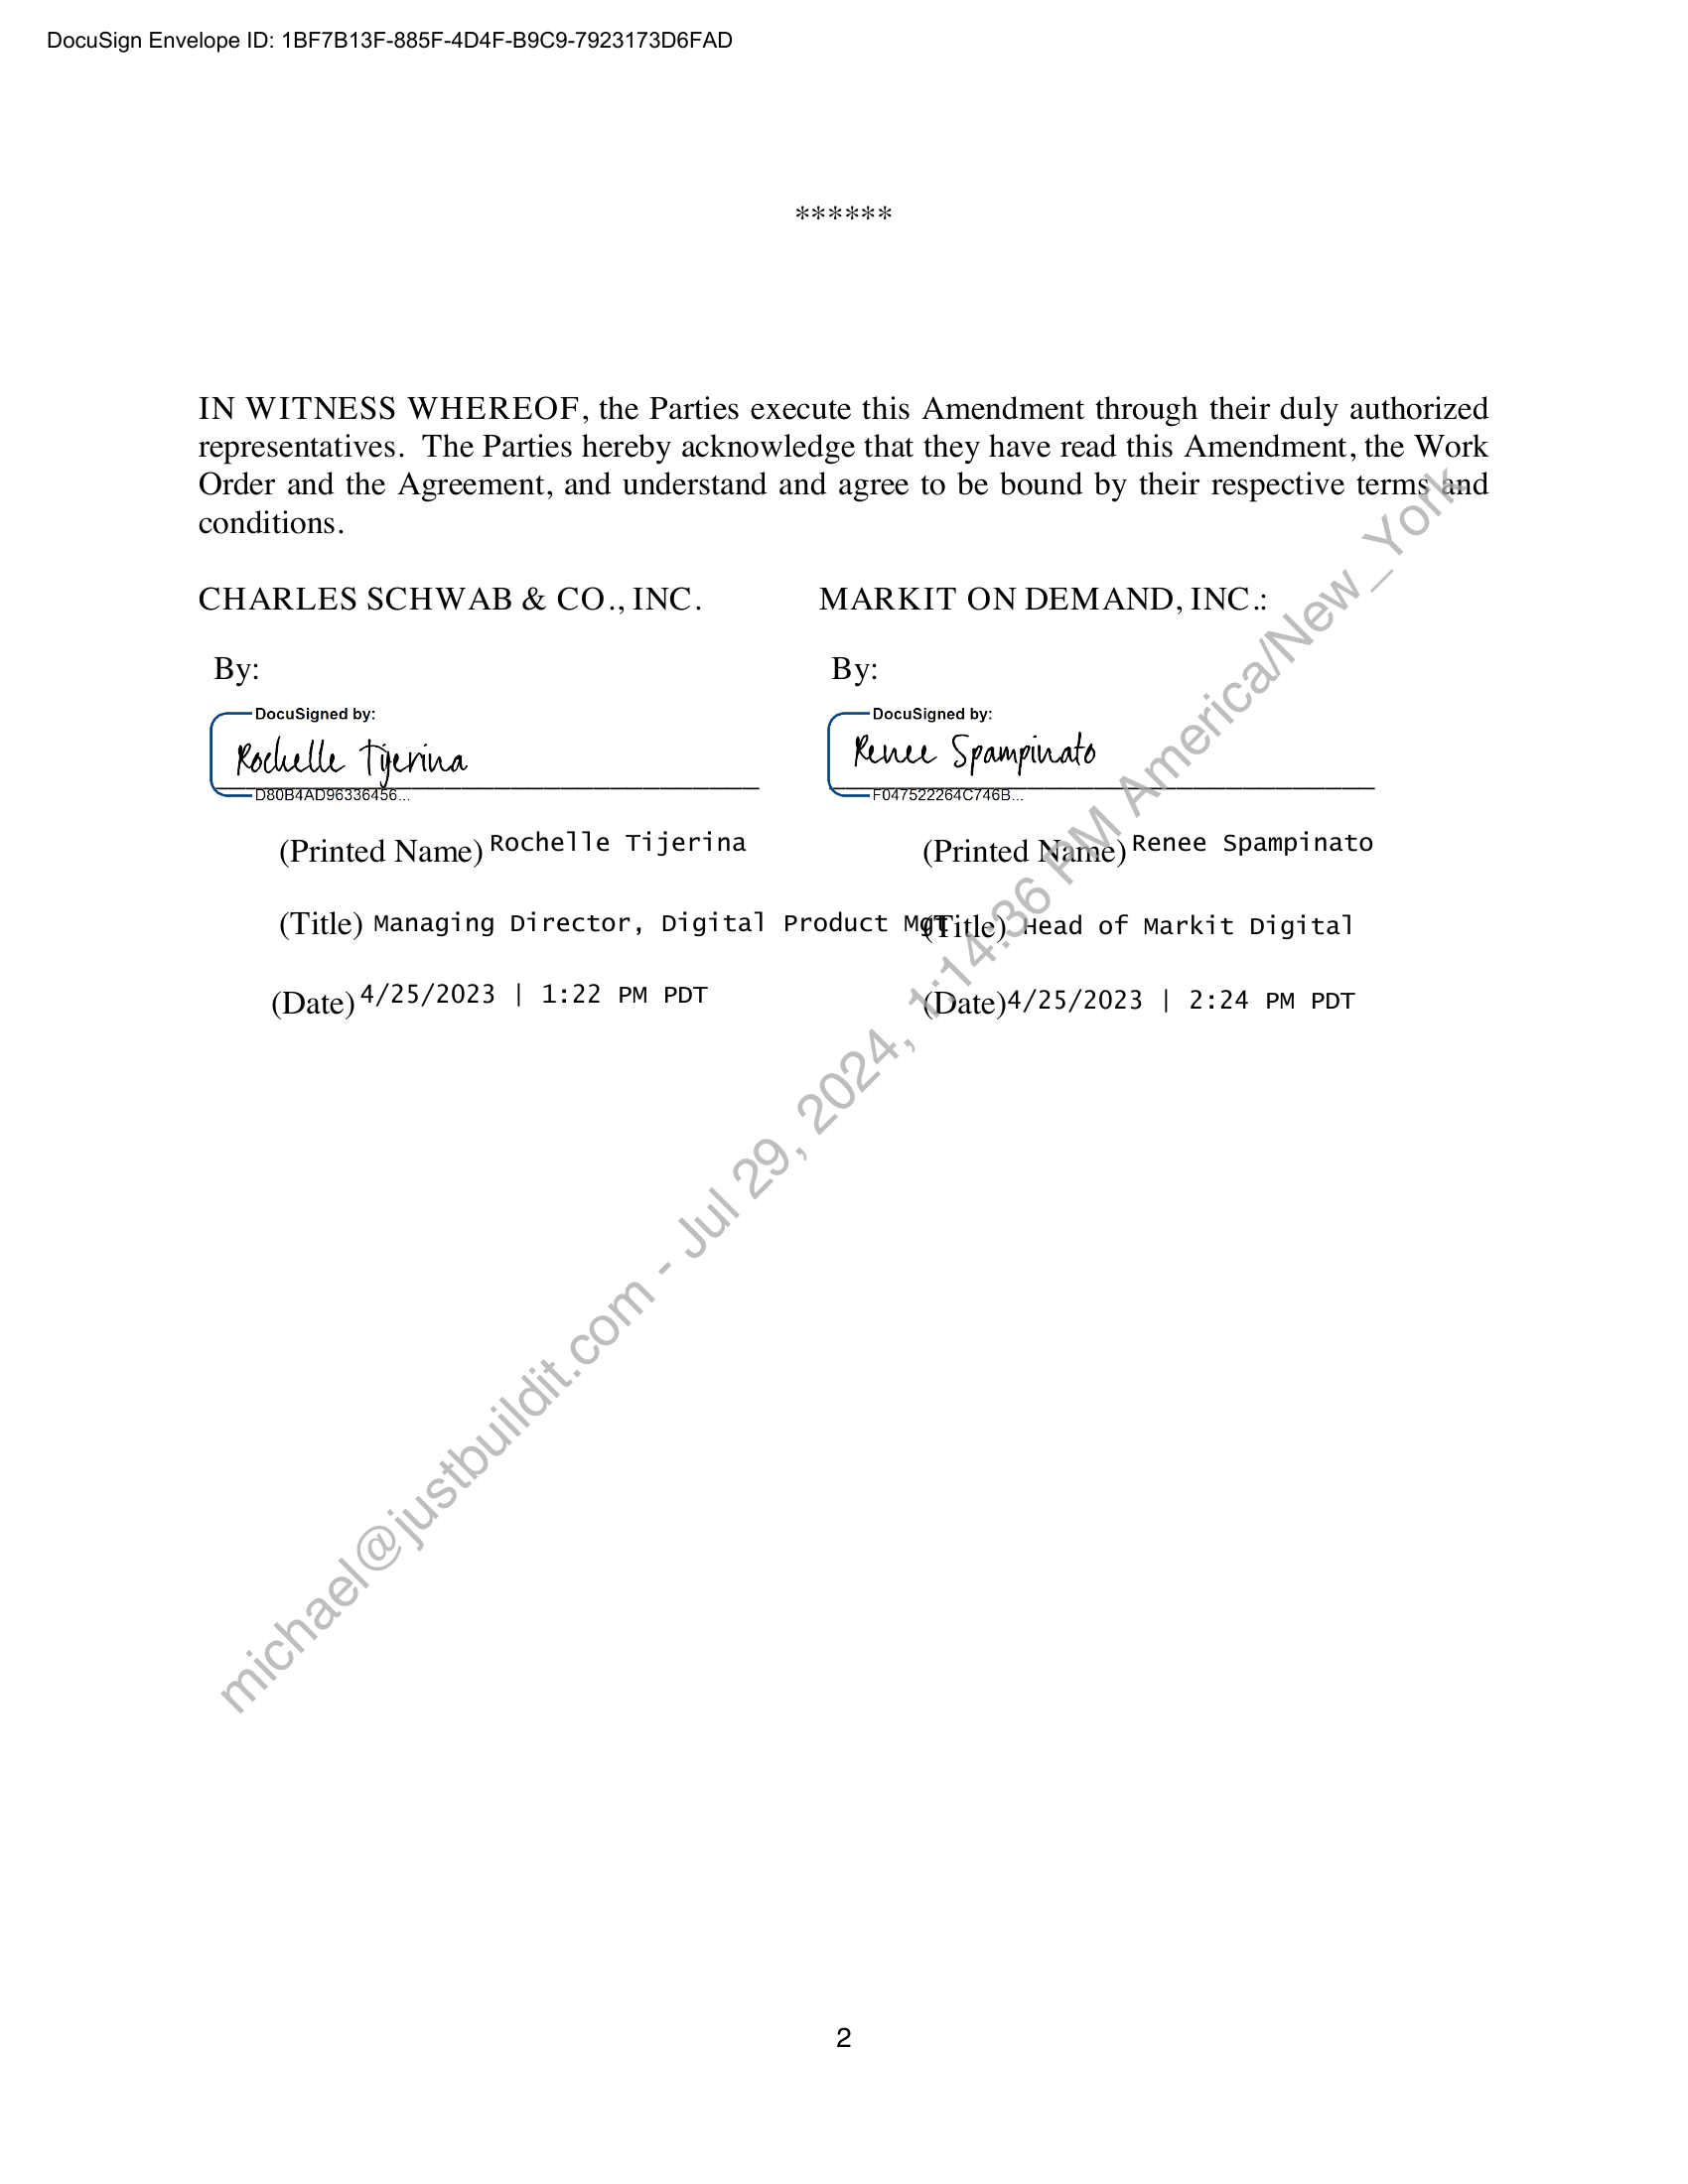 DocuSign Envelope ID: 1BF7B13F-885F-4D4F-B9C9-7923173D6FAD
******
IN WITNESS WHEREOF, the Parties execute this Amendment through their duly authorized
representatives. The Parties hereby acknowledge that they have read this Amendment, the Work
Order and the Agreement, and understand and agree to be bound by their respective terms and
conditions.
CHARLES SCHWAB & CO., INC.
By:
DocuSigned by:
Rochelle Tijerina
D80B4AD96336456...
(Printed Name) Rochelle Tijerina
(Title) Managing Director, Digital Product Mgt
(Date) 4/25/2023 | 1:22 PM PDT
MARKIT ON DEMAND, INC.:
By:
DocuSigned by:
Renee Spampinato
F047522264C746B...
(Printed Name) Renee Spampinato
(Title) Head of Markit Digital
(Date) 4/25/2023 | 2:24 PM PDT
michael@justbuildit.com - Jul 29, 2024, 1:14:36 PM America/New_York
2